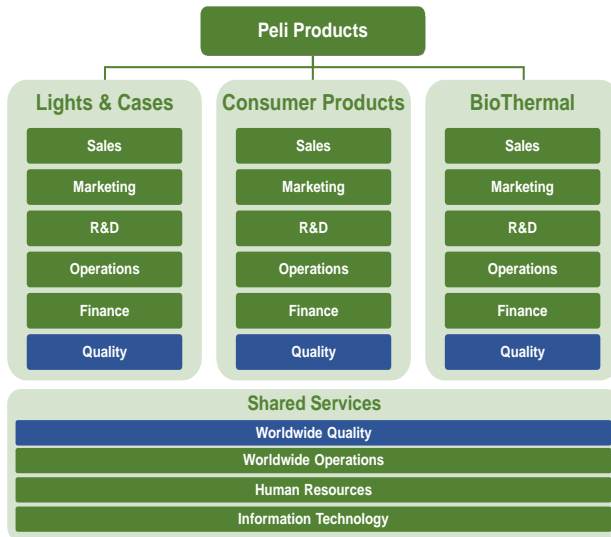 Peli Products
Lights & Cases
Sales
Marketing
R&D
Operations
Finance
Quality
Consumer Products
Sales
Marketing
R&D
Operations
Finance
Quality
BioThermal
Sales
Marketing
R&D
Operations
Finance
Quality
Shared Services
Worldwide Quality
Worldwide Operations
Human Resources
Information Technology